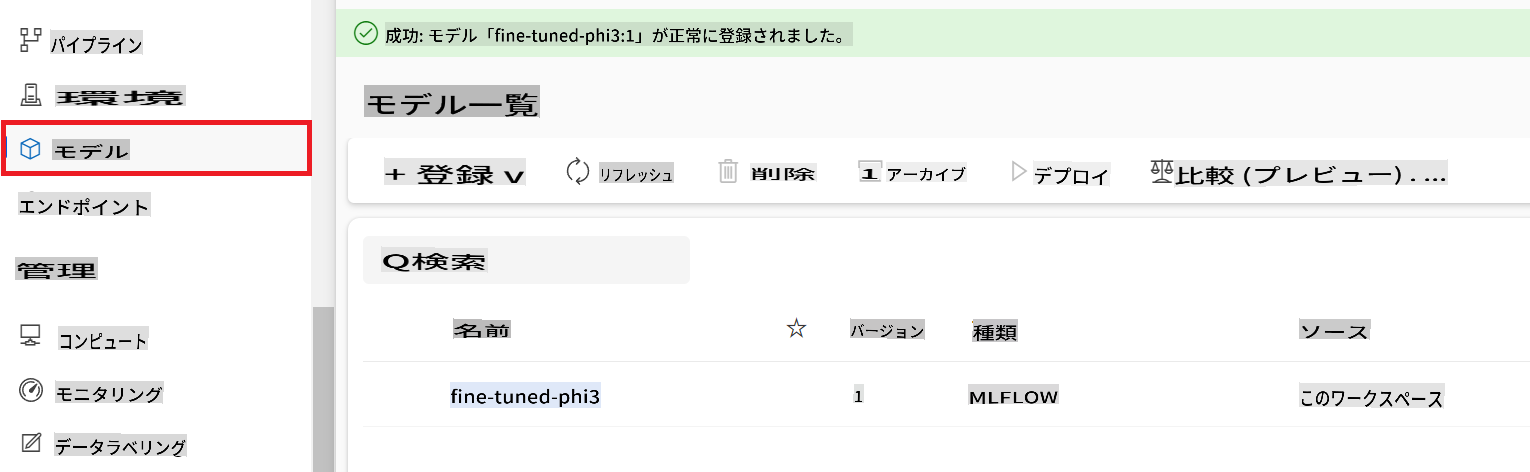 パイプライン
環境
モデル
エンドポイント
管理
コンピュート
モニタリング
データラベリング
成功: モデル「fine-tuned-phi3:1」が正常に登録されました。
モデル一覧
+ 登録 v リフレッシュ 削除 1 アーカイブ デプロイ 比較 (プレビュー) . ...
Q検索
名前 バージョン 種類 ソース
fine-tuned-phi3 1 MLFLOW このワークスペース